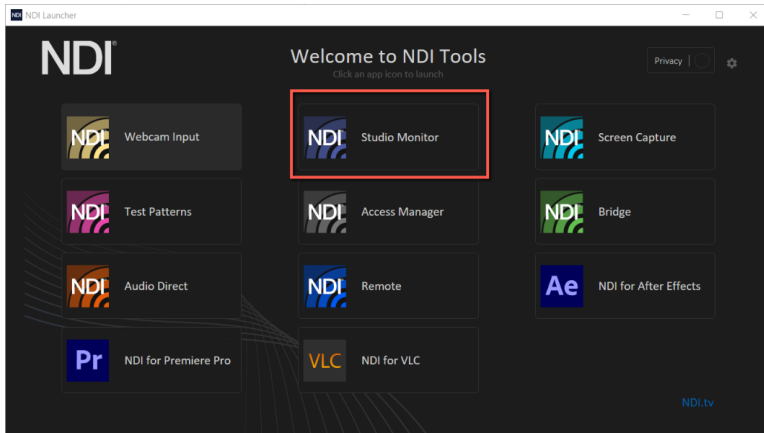 NDI NDI Launcher
NDI®
Welcome to NDI Tools
Click an app icon to launch
Privacy |
NDI Webcam Input
NDI Studio Monitor
NDI Screen Capture
NDI Test Patterns
NDI Access Manager
NDI Bridge
NDI Audio Direct
NDI Remote
Ae NDI for After Effects
Pr NDI for Premiere Pro
VLC NDI for VLC
NDI.tv